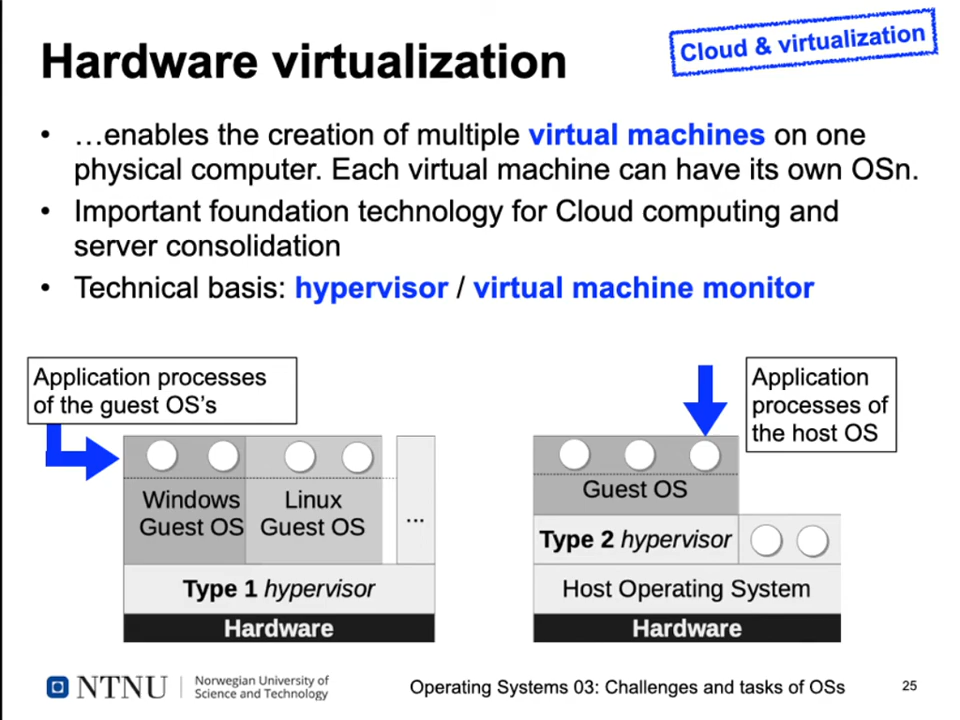 Hardware virtualization
Cloud & virtualization
• …enables the creation of multiple virtual machines on one
physical computer. Each virtual machine can have its own OSn.
• Important foundation technology for Cloud computing and
server consolidation
• Technical basis: hypervisor / virtual machine monitor
Application processes
of the guest OS's
Windows
Guest OS
Linux
Guest OS
...
Type 1 hypervisor
Hardware
Application
processes of
the host OS
Guest OS
Type 2 hypervisor
Host Operating System
Hardware
NTNU
Norwegian University of
Science and Technology
Operating Systems 03: Challenges and tasks of OSs
25